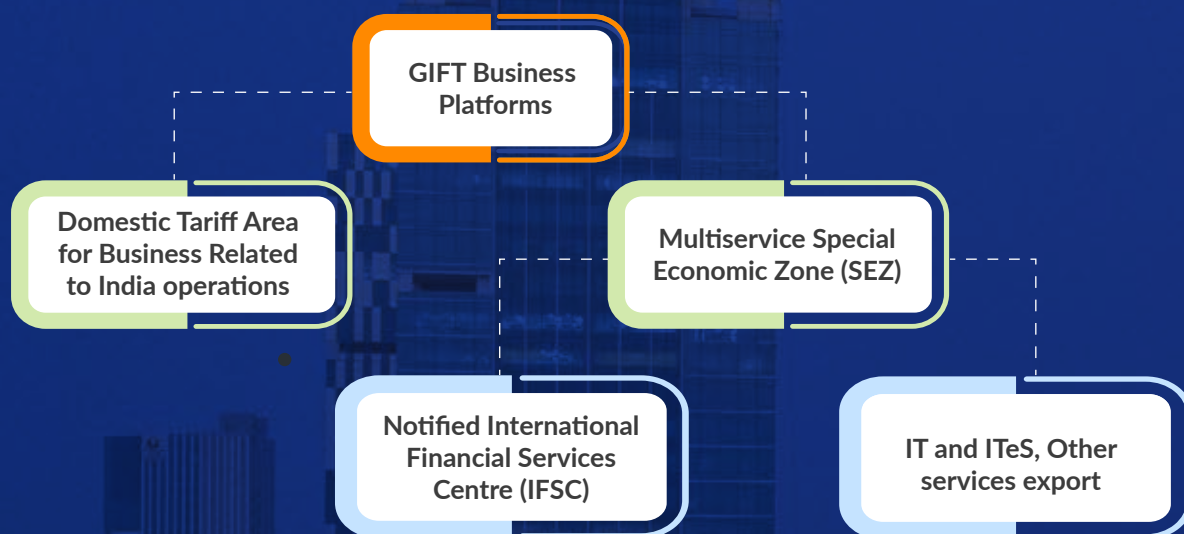 GIFT Business
Platforms
Domestic Tariff Area
for Business Related
to India operations
Multiservice Special
Economic Zone (SEZ)
Notified International
Financial Services
Centre (IFSC)
IT and ITeS, Other
services export